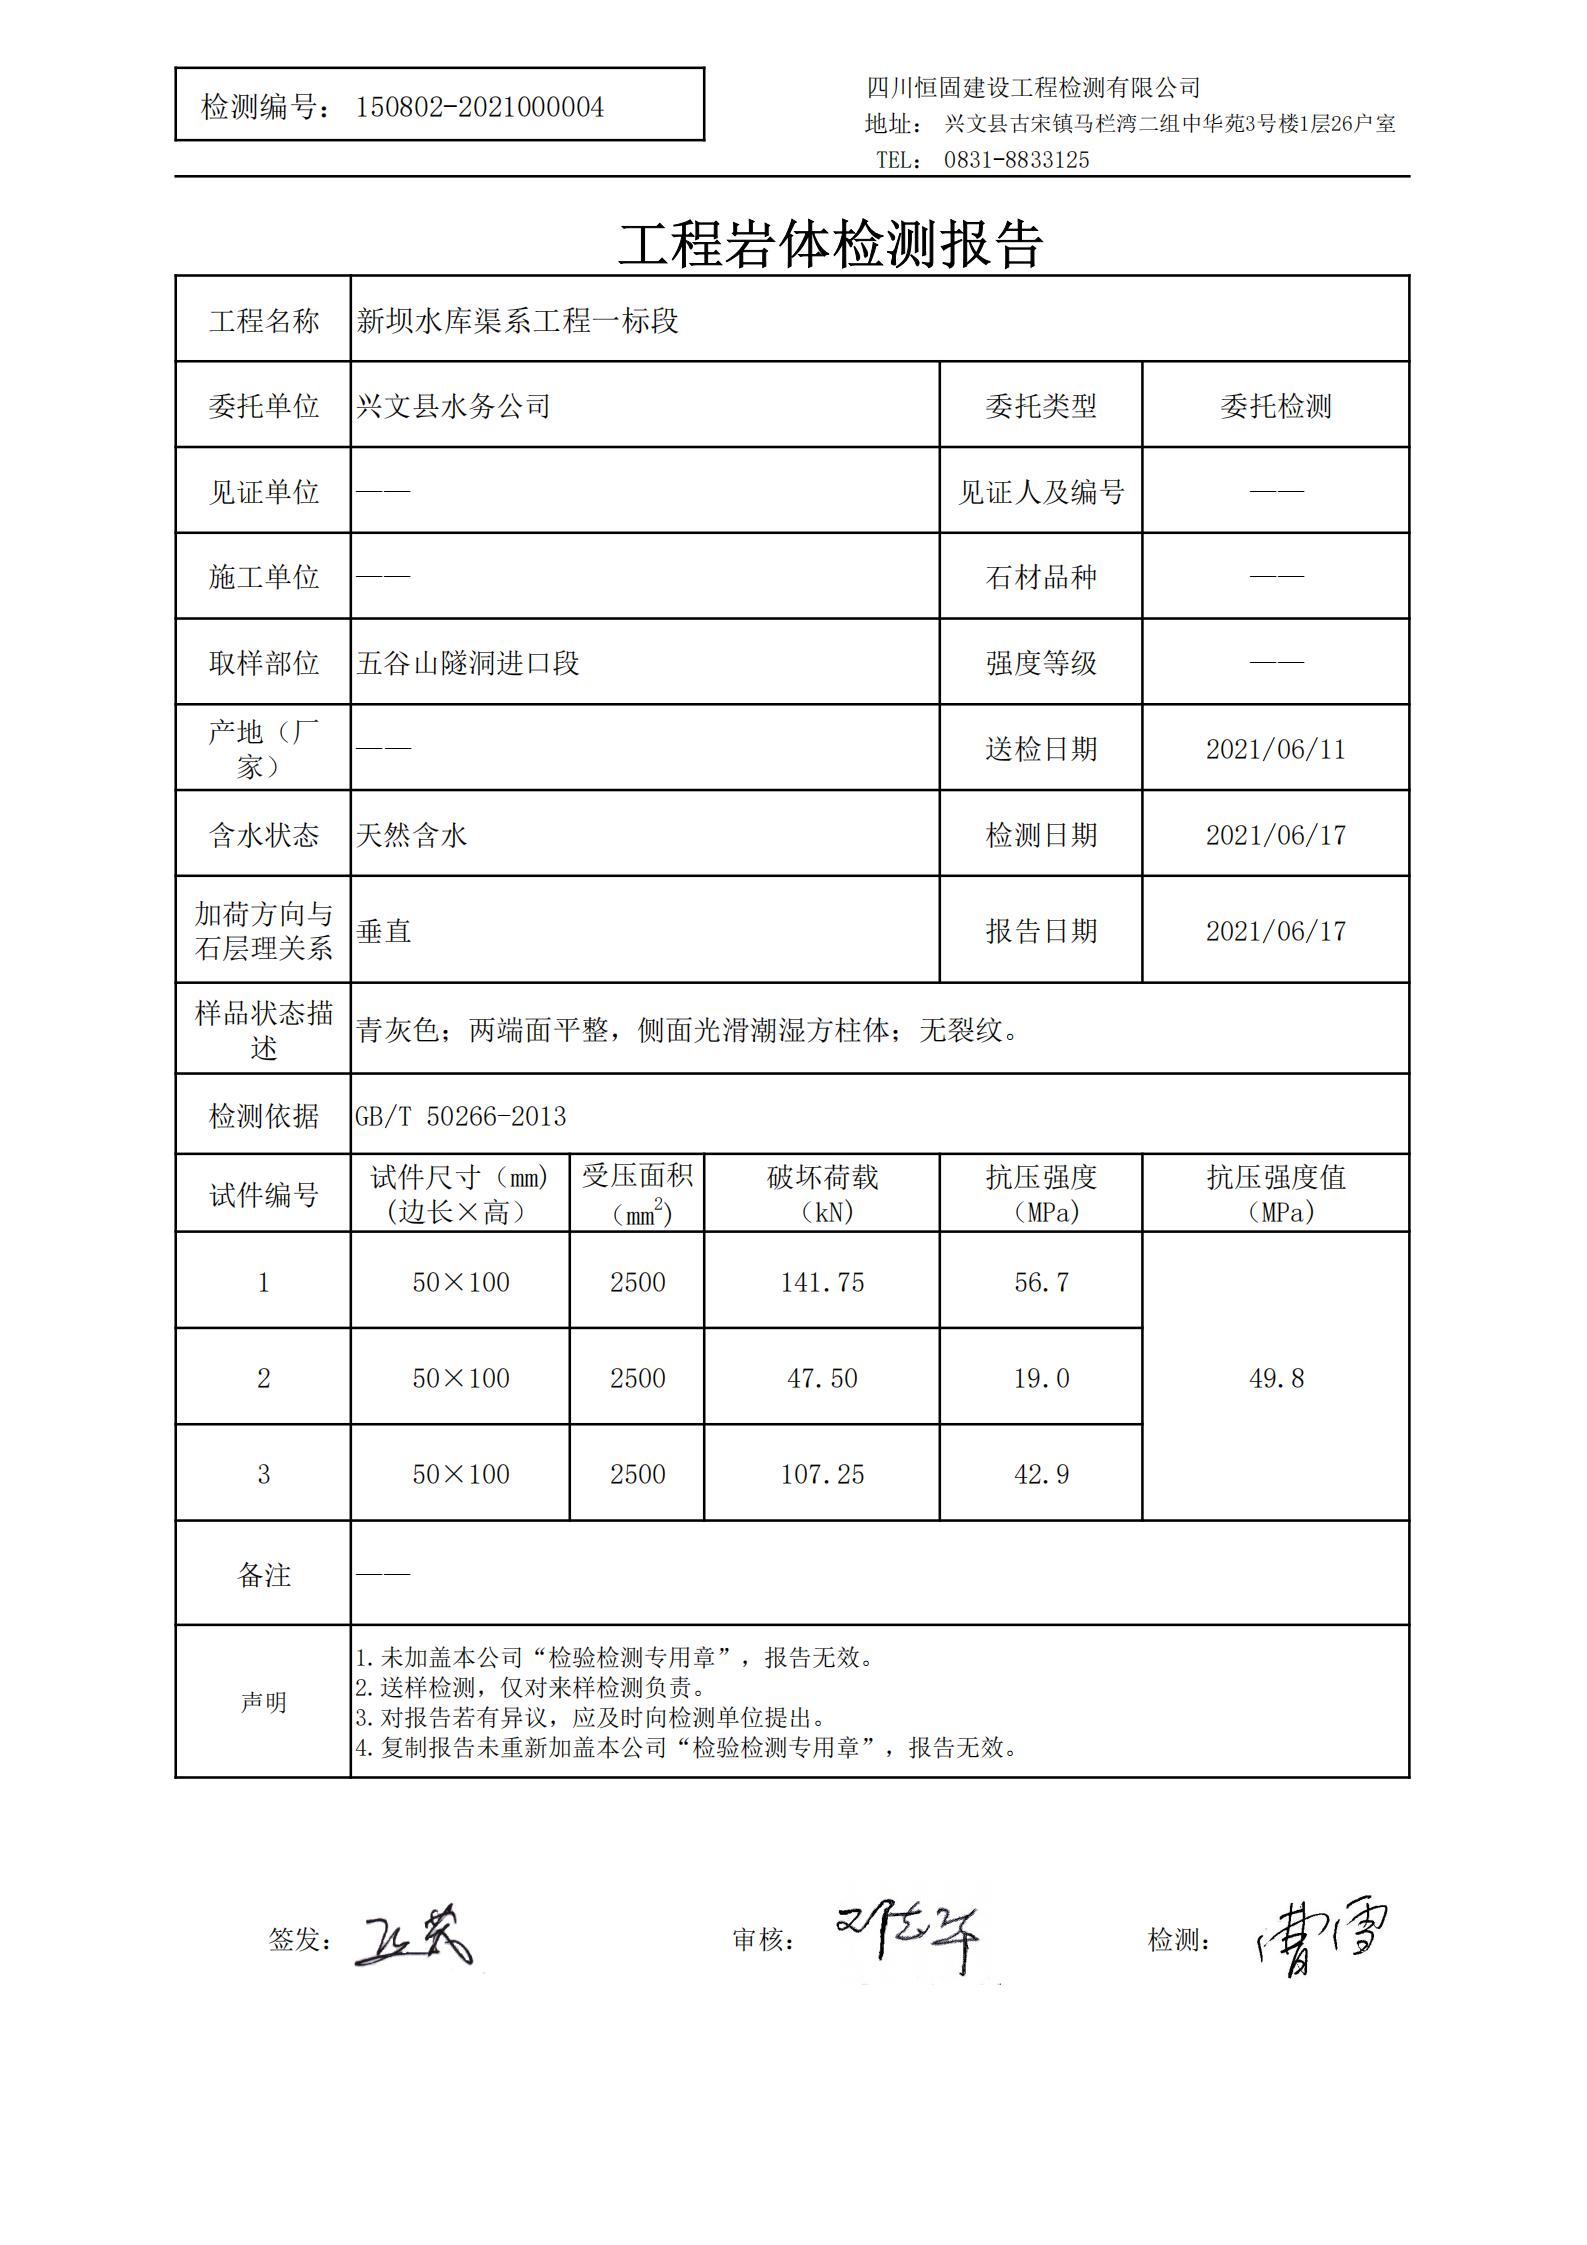 检测编号： 150802-2021000004
四川恒固建设工程检测有限公司
地址： 兴文县古宋镇马栏湾二组中华苑3号楼1层26户室
TEL： 0831-8833125
工程岩体检测报告
工程名称 新坝水库渠系工程一标段
委托单位 兴文县水务公司 委托类型 委托检测
见证单位 —— 见证人及编号 ——
施工单位 —— 石材品种 ——
取样部位 五谷山隧洞进口段 强度等级 ——
产地（厂
家） —— 送检日期 2021/06/11
含水状态 天然含水 检测日期 2021/06/17
加荷方向与
石层理关系 垂直 报告日期 2021/06/17
样品状态描
述 青灰色；两端面平整，侧面光滑潮湿方柱体；无裂纹。
检测依据 GB/T 50266-2013
试件编号 试件尺寸（mm) 受压面积 破坏荷载 抗压强度 抗压强度值
(边长×高） （mm²) （kN) （MPa) （MPa)
1 50×100 2500 141.75 56.7
2 50×100 2500 47.50 19.0 49.8
3 50×100 2500 107.25 42.9
备注 ——
声明
1.未加盖本公司“检验检测专用章”，报告无效。
2.送样检测，仅对来样检测负责。
3.对报告若有异议，应及时向检测单位提出。
4.复制报告未重新加盖本公司“检验检测专用章”，报告无效。
签发： 审核： 检测： 曹雪